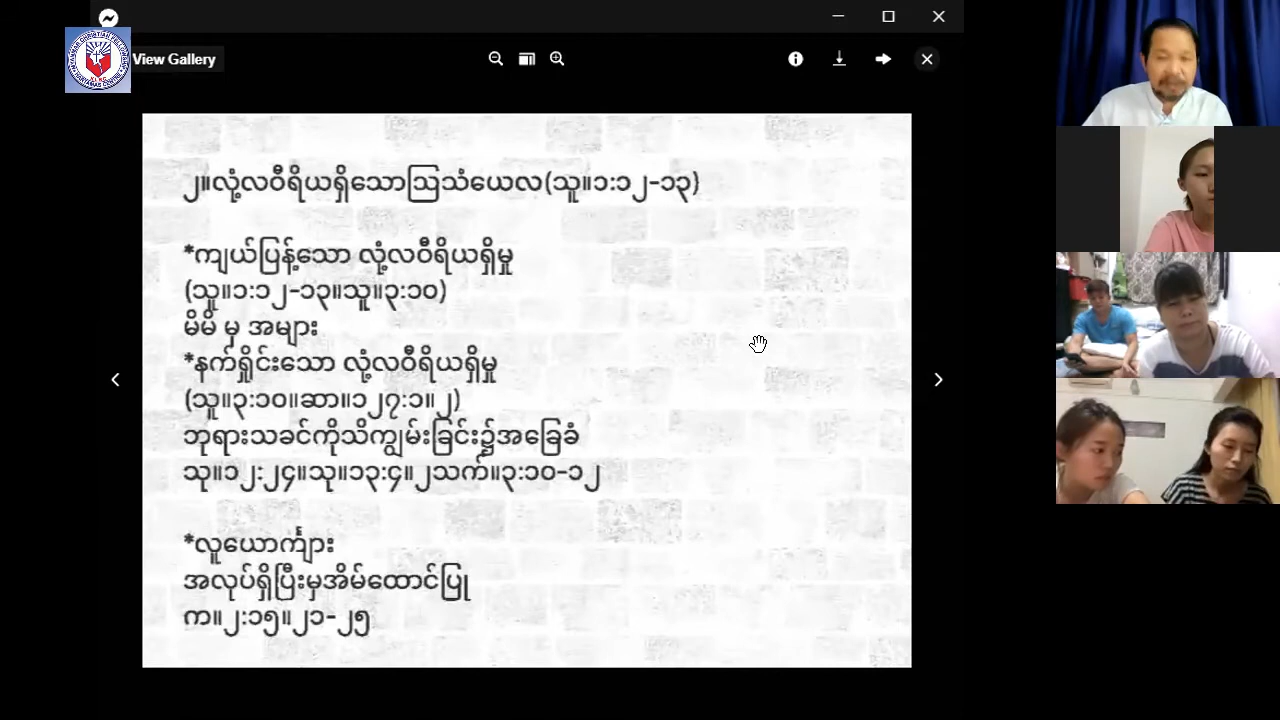 View Gallery
၂။လုံ့လဝီရိယရှိသောဩသံယေလ(သူ။၁:၁၂-၁၃)
*ကျယ်ပြန့်သော လုံ့လဝီရိယရှိမှု
(သူ။၁:၁၂-၁၃။သူ။၃:၁၀)
မိမိ မှ အများ
*နက်ရှိုင်းသော လုံ့လဝီရိယရှိမှု
(သူ။၃:၁၀။ဆာ။၁၂၇:၁။၂)
ဘုရားသခင်ကိုသိကျွမ်းခြင်း၌အခြေခံ
သု။၁၂:၂၄။သု။၁၃:၄။၂သက်။၃:၁၀-၁၂
*လူယောင်္ကျား
အလုပ်ရှိပြီးမှအိမ်ထောင်ပြု
က။၂:၁၅။၂၁-၂၅